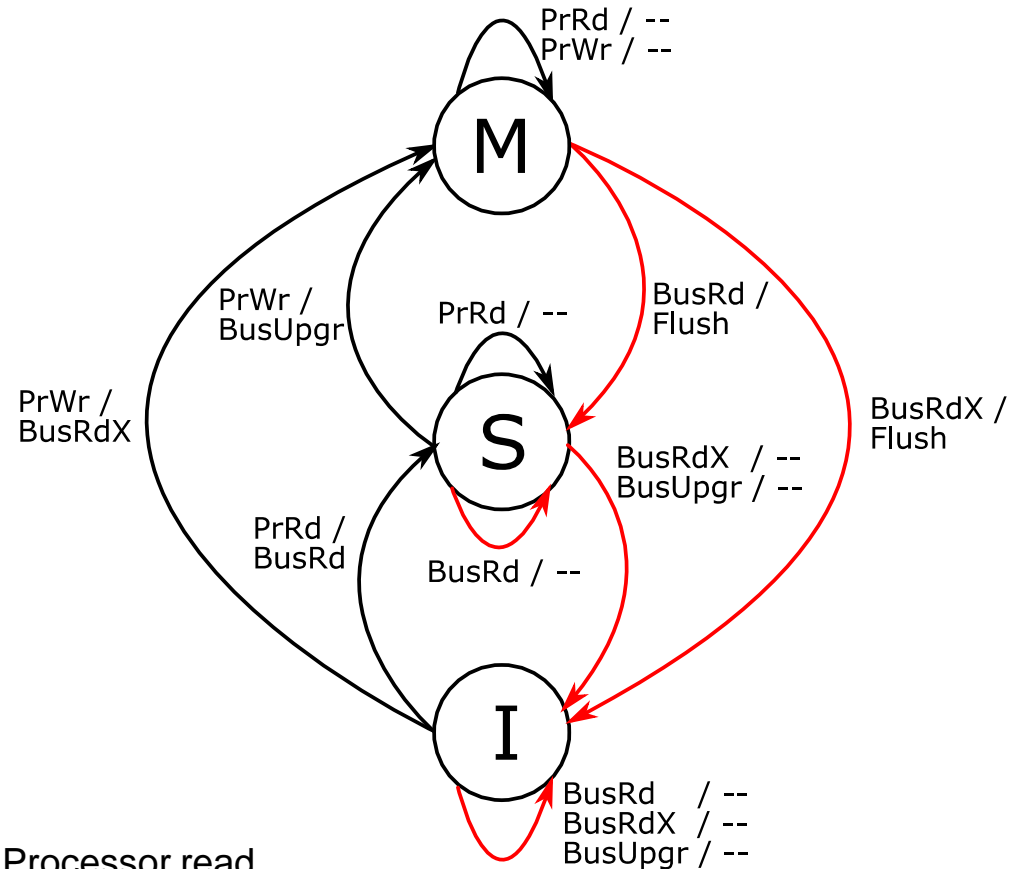 PrRd / --
PrWr / --
M
PrWr /
BusUpgr
BusRd /
Flush
PrRd / --
PrWr /
BusRdX
BusRdX /
Flush
S
BusRdX / --
BusUpgr / --
PrRd /
BusRd
BusRd / --
I
BusRd / --
BusRdX / --
BusUpgr / --
Processor read